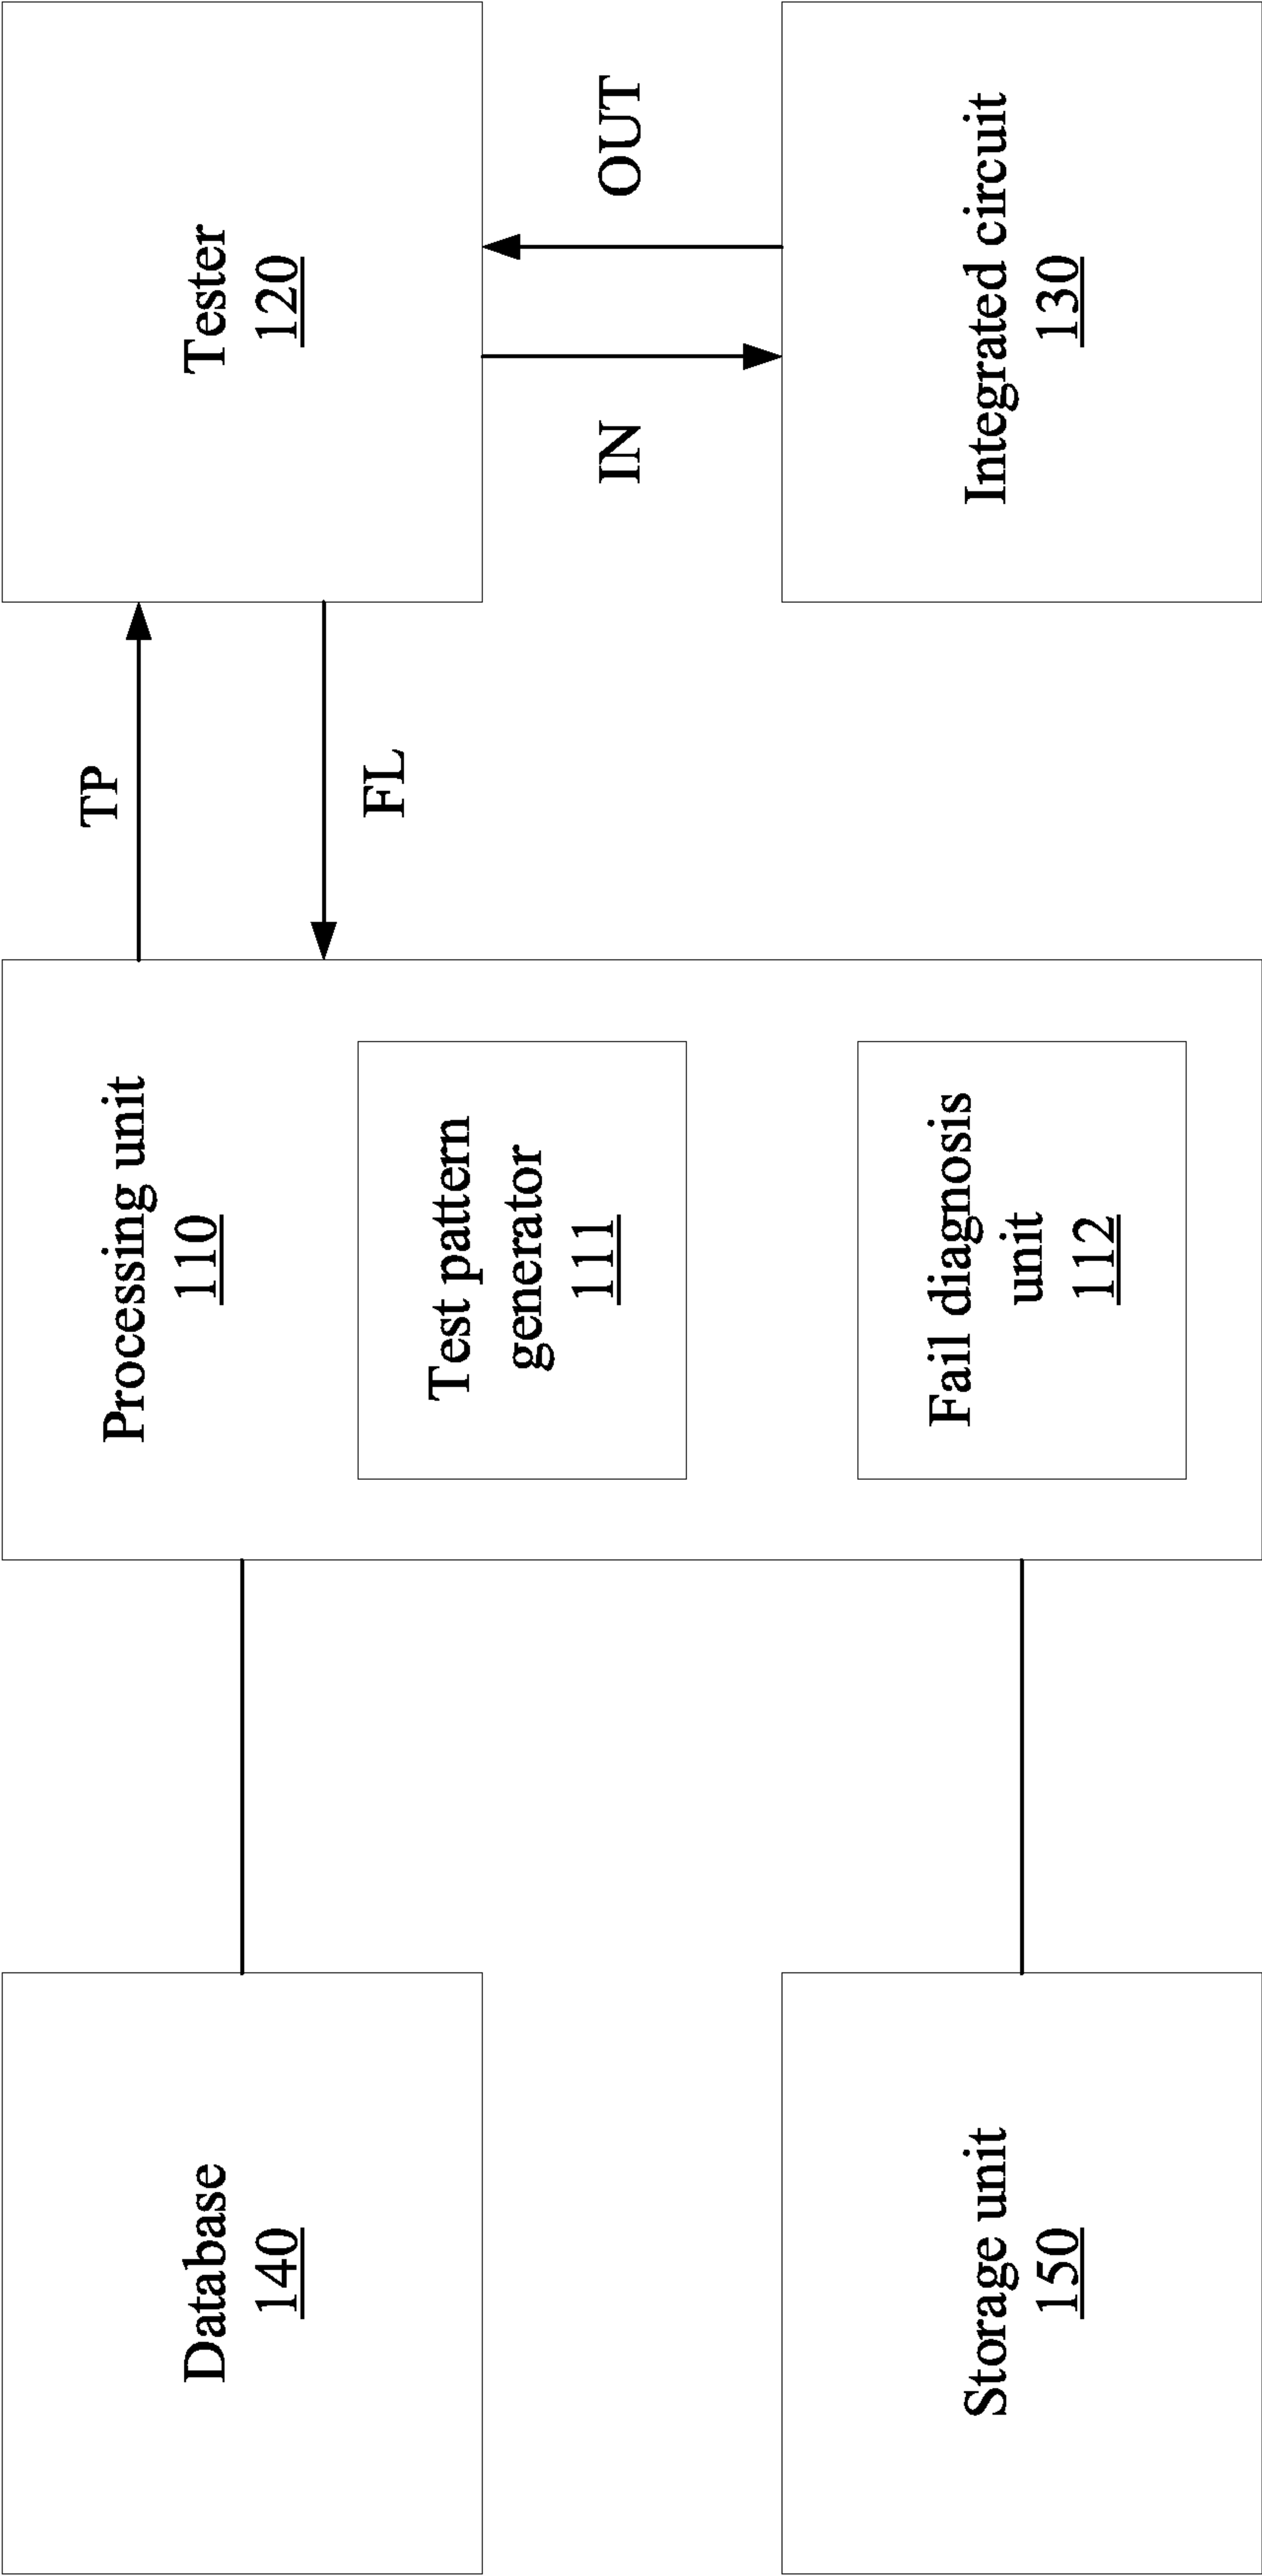 Database
140
Storage unit
150
Processing unit
110
Test pattern
generator
111
Fail diagnosis
unit
112
TP
FL
Tester
120
IN
OUT
Integrated circuit
130